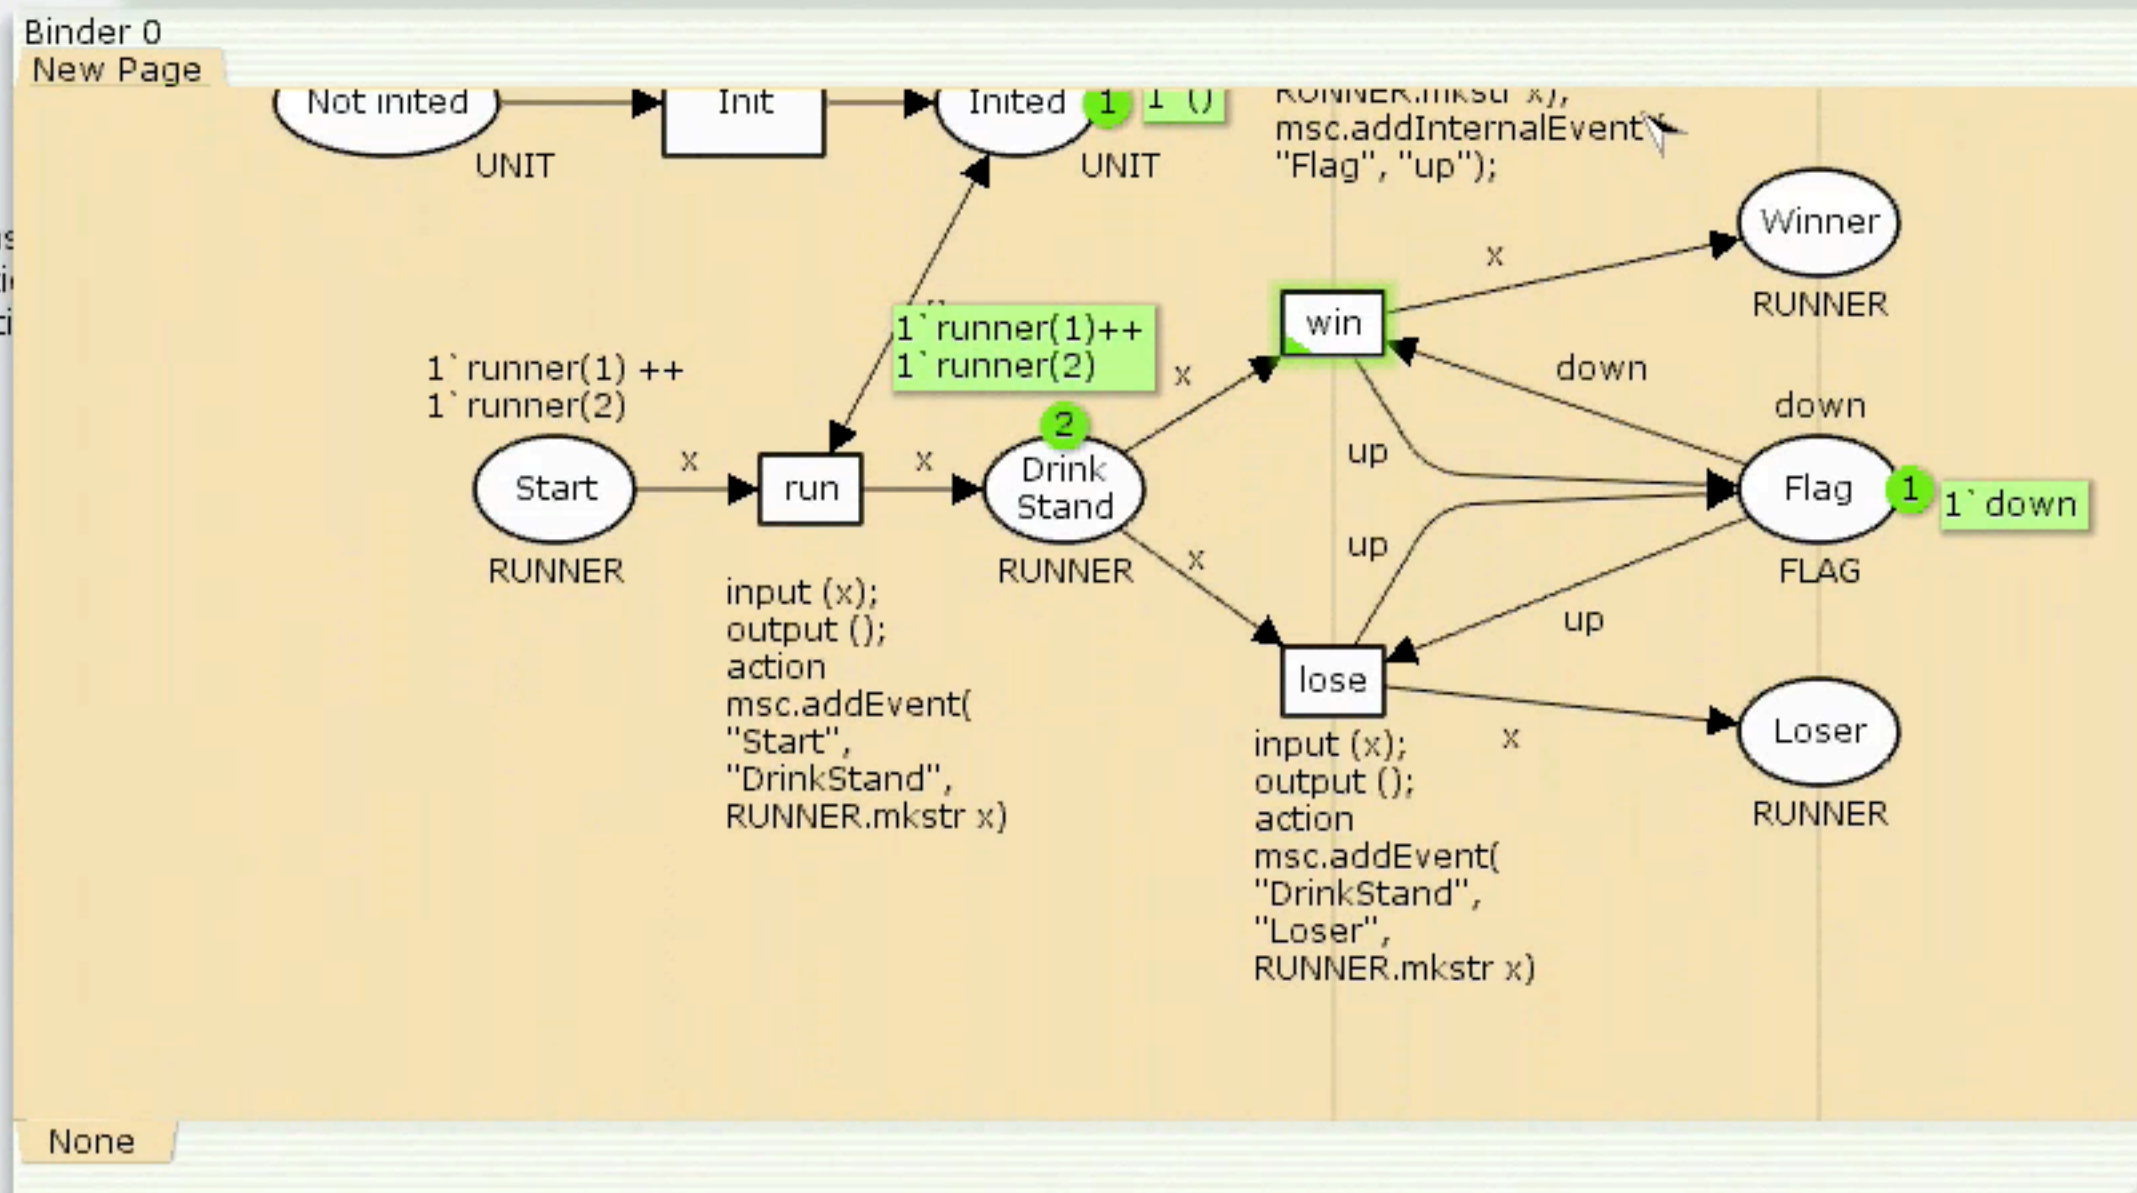 Binder 0
New Page
Not inited
Init
Inited
1
1`()
UNIT
UNIT
RUNNER.mkstr x),
msc.addInternalEvent(
"Flag", "up");
Winner
RUNNER
x
win
1`runner(1)++
1`runner(2)
x
down
1`runner(1) ++
1`runner(2)
down
2
Start
x
run
x
Drink
Stand
up
Flag
1
1`down
RUNNER
RUNNER
up
x
FLAG
input (x);
output ();
action
msc.addEvent(
"Start",
"DrinkStand",
RUNNER.mkstr x)
up
lose
x
Loser
RUNNER
input (x);
output ();
action
msc.addEvent(
"DrinkStand",
"Loser",
RUNNER.mkstr x)
None